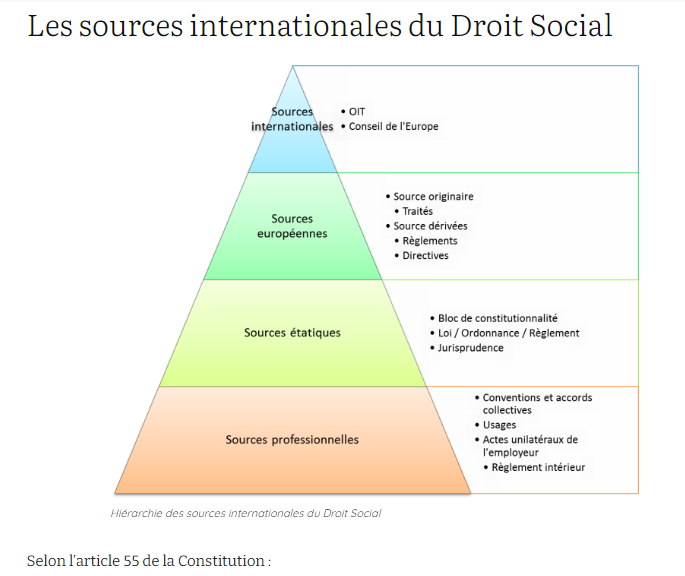 Les sources internationales du Droit Social
Sources
internationales
• OIT
• Conseil de l'Europe
Sources
européennes
• Source originaire
• Traités
• Source dérivées
• Règlements
• Directives
Sources étatiques
• Bloc de constitutionnalité
• Loi / Ordonnance / Règlement
• Jurisprudence
Sources professionnelles
• Conventions et accords
collectives
• Usages
• Actes unilatéraux de
l'employeur
• Règlement intérieur
Hiérarchie des sources internationales du Droit Social
Selon l'article 55 de la Constitution :